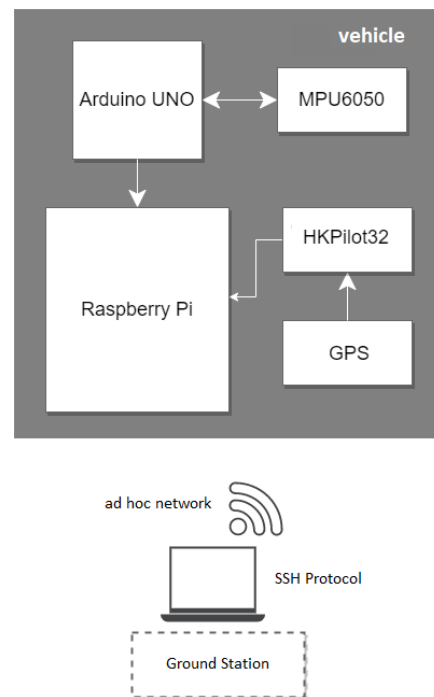 vehicle
Arduino UNO
MPU6050
Raspberry Pi
HKPilot32
GPS
ad hoc network
SSH Protocol
Ground Station